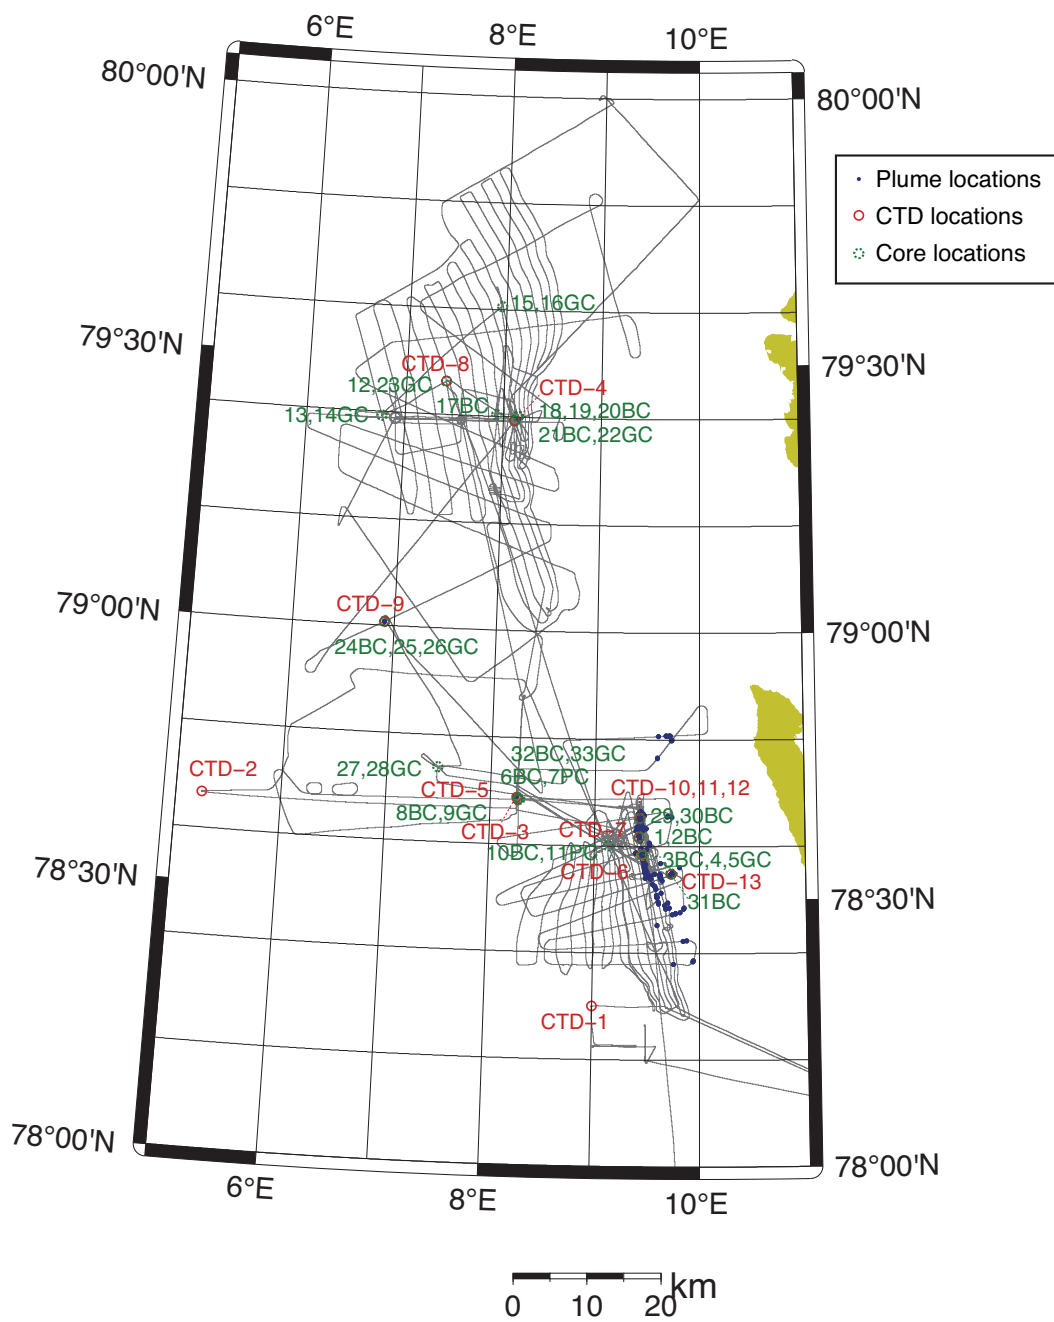 6°E
8°E
10°E
80°00'N
80°00'N
Plume locations
CTD locations
Core locations
15,16GC
79°30'N
79°30'N
CTD–8
12,23GC
CTD–4
17BC
13,14GC
18,19,20BC
21BC,22GC
79°00'N
79°00'N
CTD–9
24BC,25,26GC
32BC,33GC
27,28GC
CTD–2
6BC,7PC
CTD–5
CTD–10,11,12
8BC,9GC
29,30BC
CTD–3
CTD–7
1,2BC
10BC,11PC
3BC,4,5GC
CTD–6
CTD–13
31BC
78°30'N
78°30'N
CTD–1
78°00'N
78°00'N
6°E
8°E
10°E
km
0
10
20